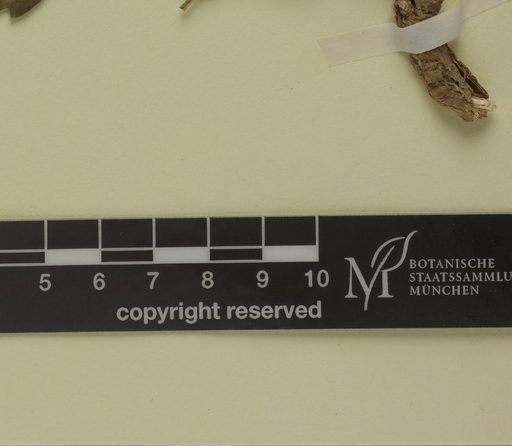 5 6 7 8 9 10
copyright reserved
BOTANISCHE
STAATSSAMMLU
MÜNCHEN